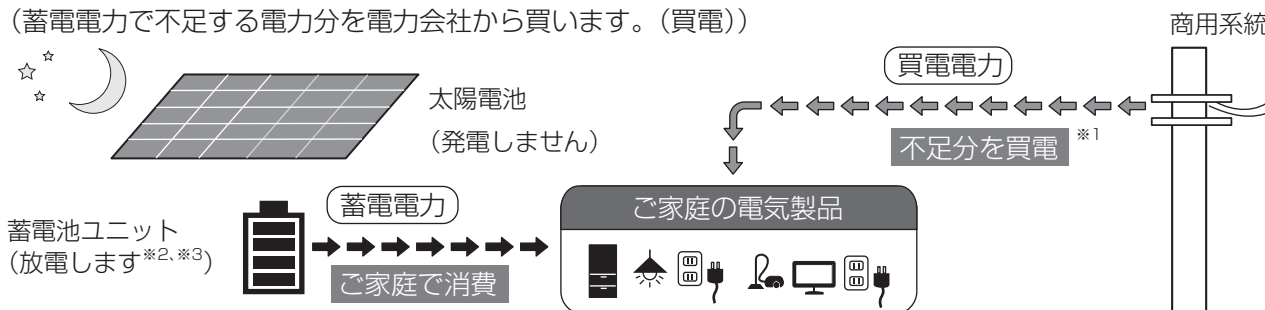 (蓄電電力で不足する電力分を電力会社から買います。(買電))
商用系統
買電電力
太陽電池
(発電しません)
不足分を買電 ※1
蓄電電力
ご家庭の電気製品
蓄電池ユニット
(放電します※2、※3)
ご家庭で消費